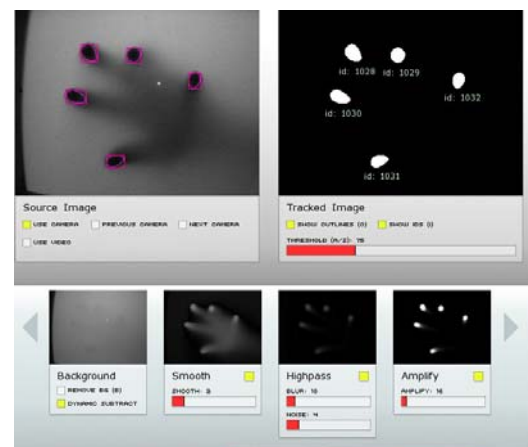 id: 1028
id: 1029
id: 1032
id: 1030
id: 1031
Source Image
USE CAMERA
PREVIOUS CAMERA
NEXT CAMERA
USE VIDEO
Tracked Image
SHOW OUTLINES (O)
SHOW IDS (I)
THRESHOLD (A/Z): 75
Background
REMOVE BG (B)
DYNAMIC SUBTRACT
Smooth
SMOOTH: 3
Highpass
BLUR: 10
NOISE: 4
Amplify
AMPLIFY: 16